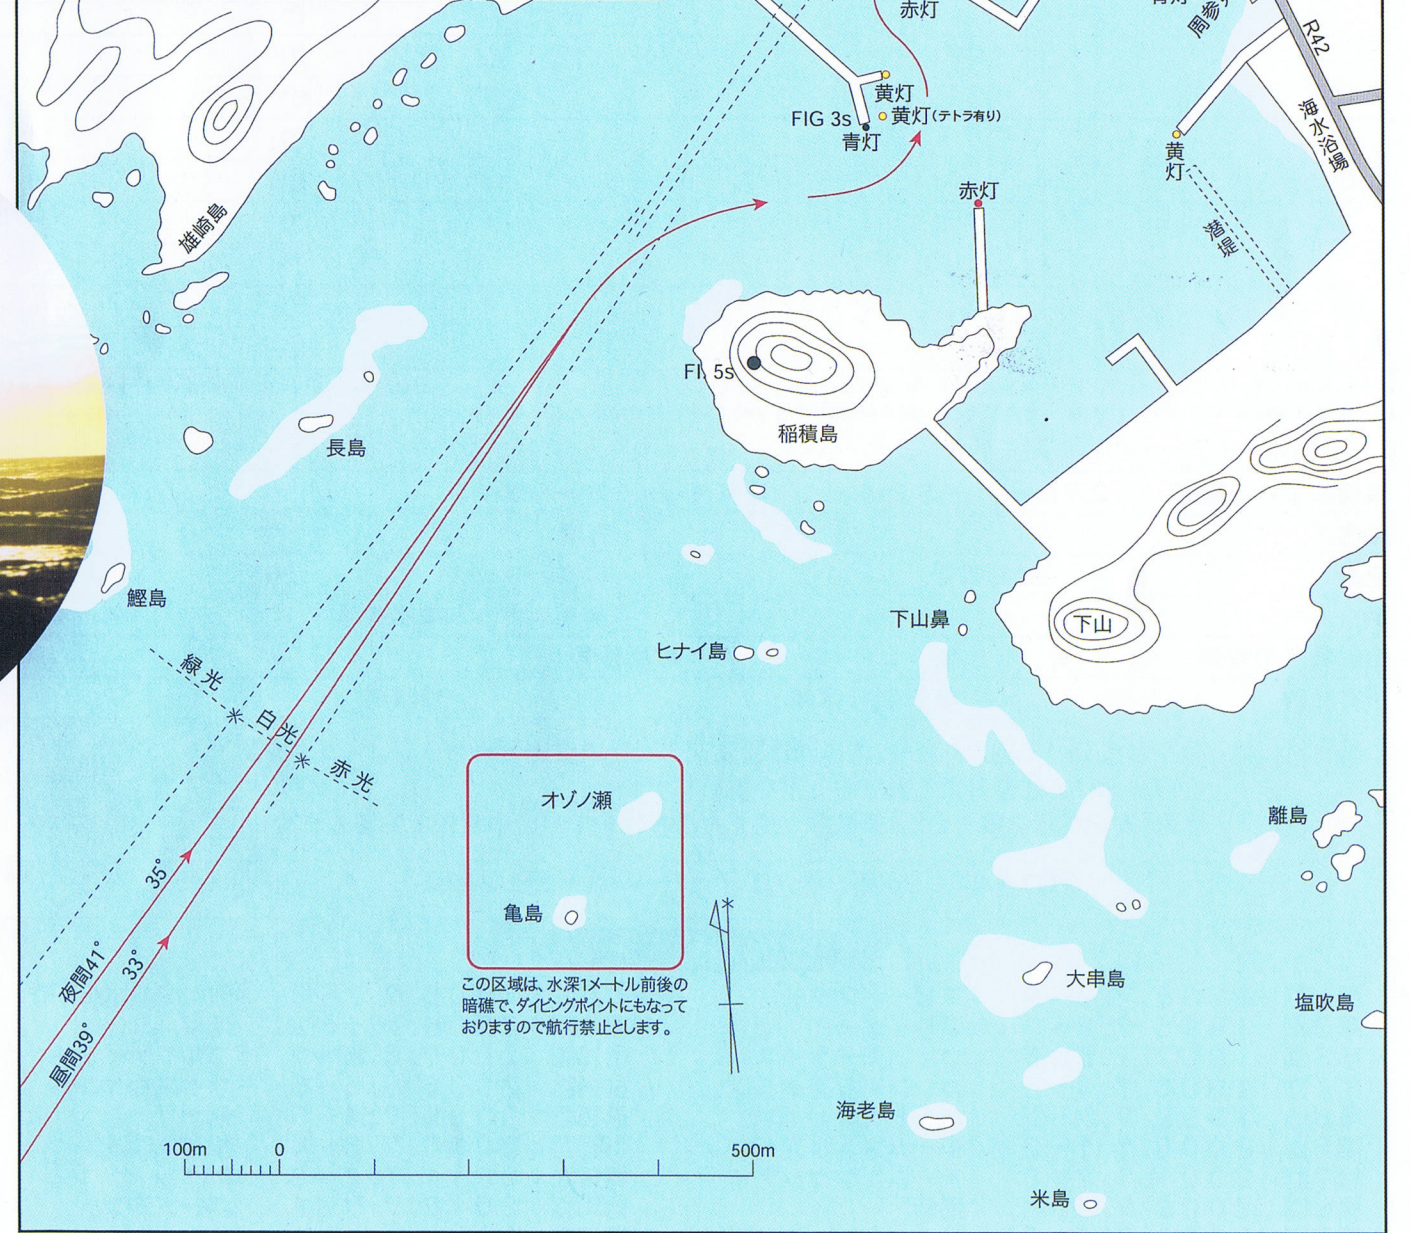 赤灯
R42
海水浴場
黄灯
FIG 3s
黄灯(テトラ有り)
青灯
黄灯
赤灯
潜堤
雄崎島
Fl. 5s
稲積島
長島
鰹島
下山鼻
下山
ヒナイ島
緑光
白光
赤光
オゾノ瀬
離島
35°
亀島
夜間41°
33°
大串島
この区域は、水深1メートル前後の
暗礁で、ダイビングポイントにもなって
おりますので航行禁止とします。
塩吹島
昼間39°
海老島
100m 0 500m
米島